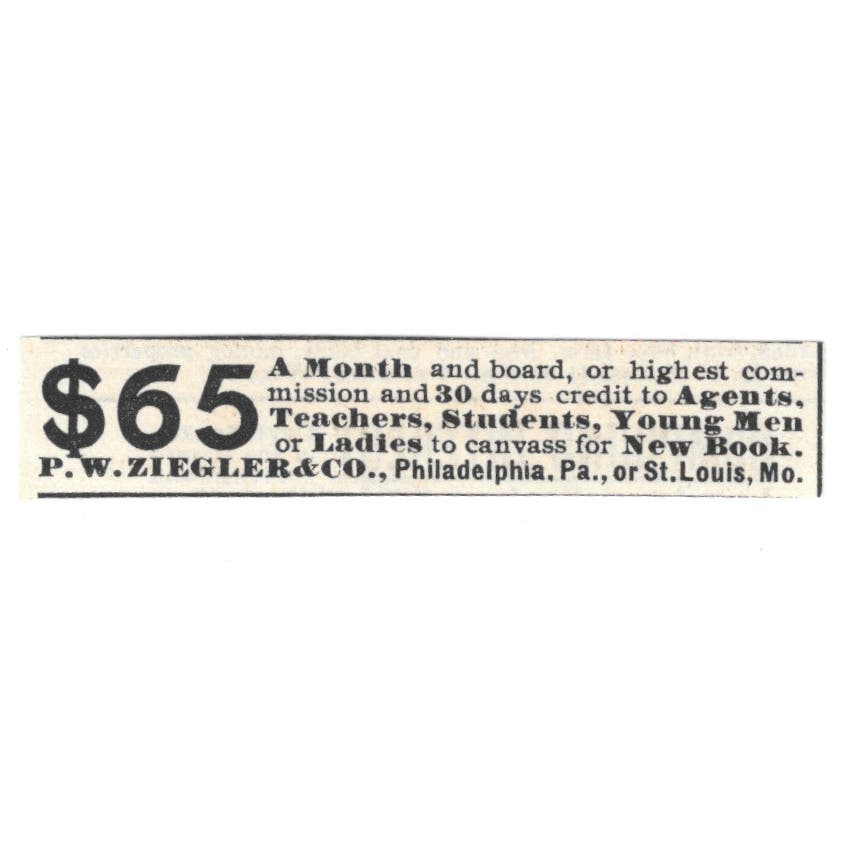 $65 A Month and board, or highest com-
mission and 30 days credit to Agents,
Teachers, Students, Young Men
or Ladies to canvass for New Book.
P. W. ZIEGLER & CO., Philadelphia, Pa., or St. Louis, Mo.